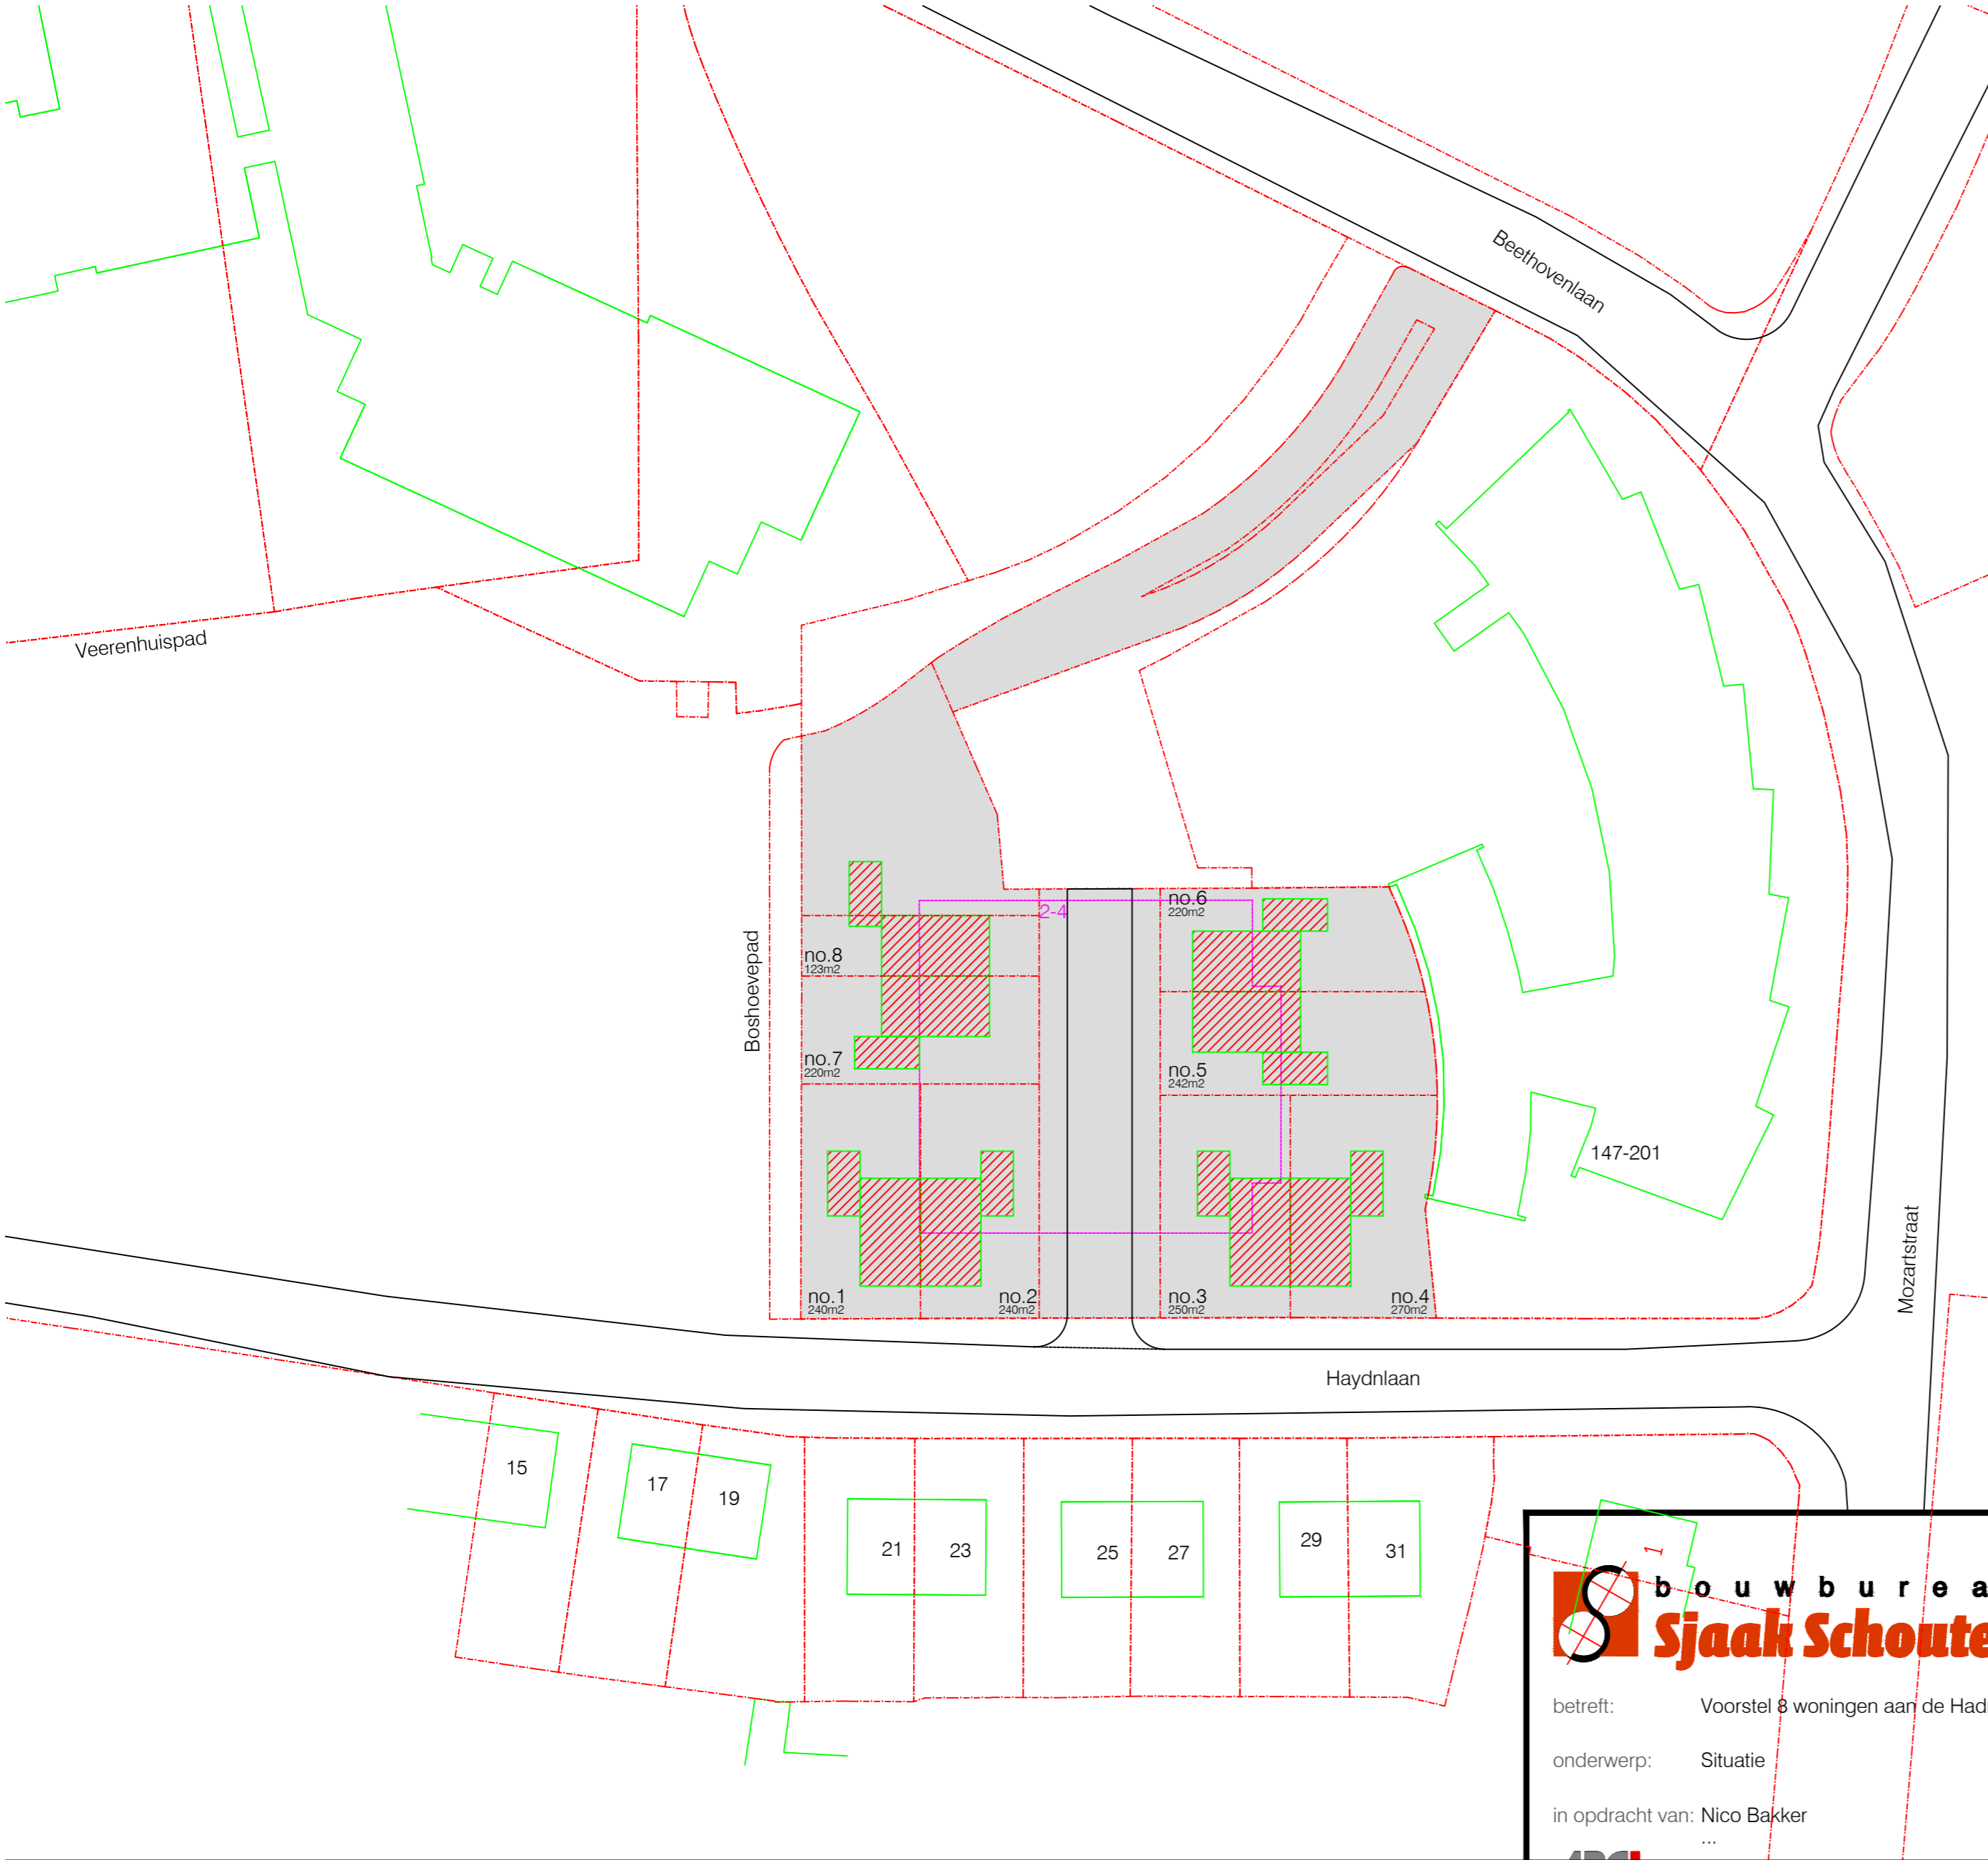 Beethovenlaan
Veerenhuispad
Boshoevepad
2-4
no.6
220m2
no.8
123m2
no.7
220m2
no.5
242m2
147-201
Mozartstraat
no.1
240m2
no.2
240m2
no.3
250m2
no.4
270m2
Haydnlaan
15
17
19
21
23
25
27
29
31
1
bouwburea
Sjaak Schoute
betreft: Voorstel 8 woningen aan de Had
onderwerp: Situatie
in opdracht van: Nico Bakker
...